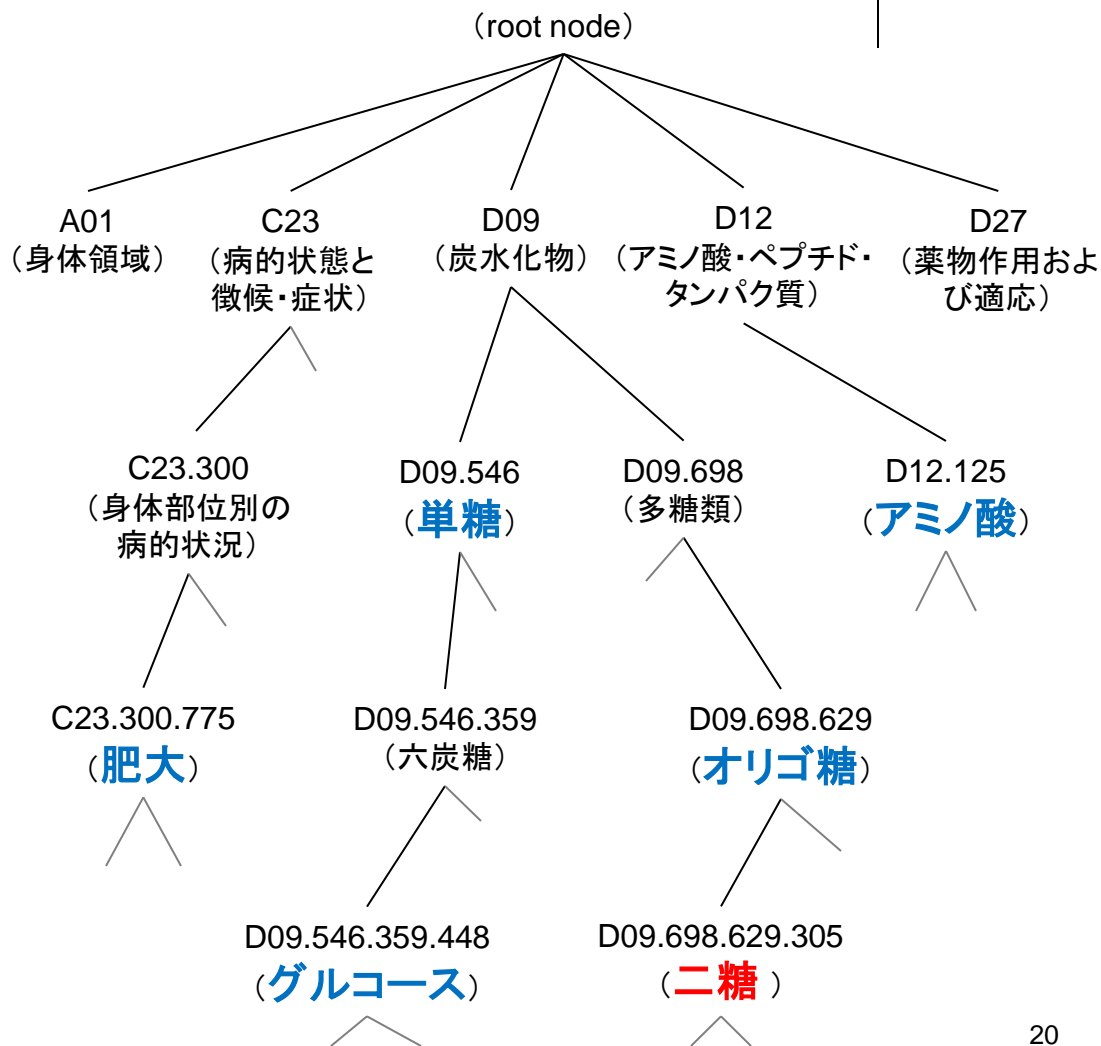 （root node）
A01
（身体領域）
C23
（病的状態と
徴候・症状）
D09
（炭水化物）
D12
（アミノ酸・ペプチド・
タンパク質）
D27
（薬物作用およ
び適応）
C23.300
（身体部位別の
病的状況）
D09.546
（単糖）
D09.698
（多糖類）
D12.125
（アミノ酸）
C23.300.775
（肥大）
D09.546.359
（六炭糖）
D09.698.629
（オリゴ糖）
D09.546.359.448
（グルコース）
D09.698.629.305
（二糖 ）
20